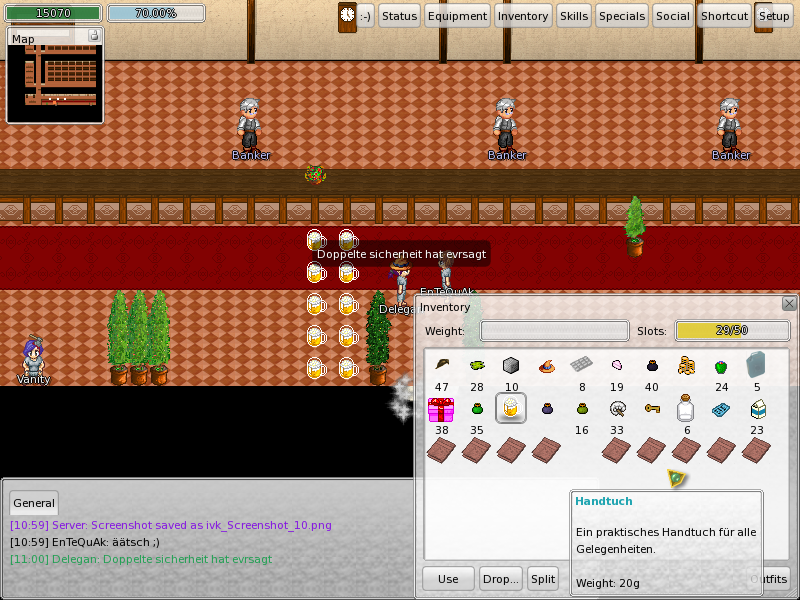 15070
70.00%
:-)
Status
Equipment
Inventory
Skills
Specials
Social
Shortcut
Setup
Map
Banker
Banker
Banker
Doppelte sicherheit hat evrsagt
EnTeQuAk
Delega
Vanity
Inventory
Weight:
Slots:
29/50
47 28 10 8 19 40 24 5
38 35 16 33 6 23
Handtuch
Ein praktisches Handtuch für alle
Gelegenheiten.
Weight: 20g
Use
Drop...
Split
Outfits
General
[10:59] Server: Screenshot saved as ivk_Screenshot_10.png
[10:59] EnTeQuAk: äätsch ;)
[11:00] Delegan: Doppelte sicherheit hat evrsagt